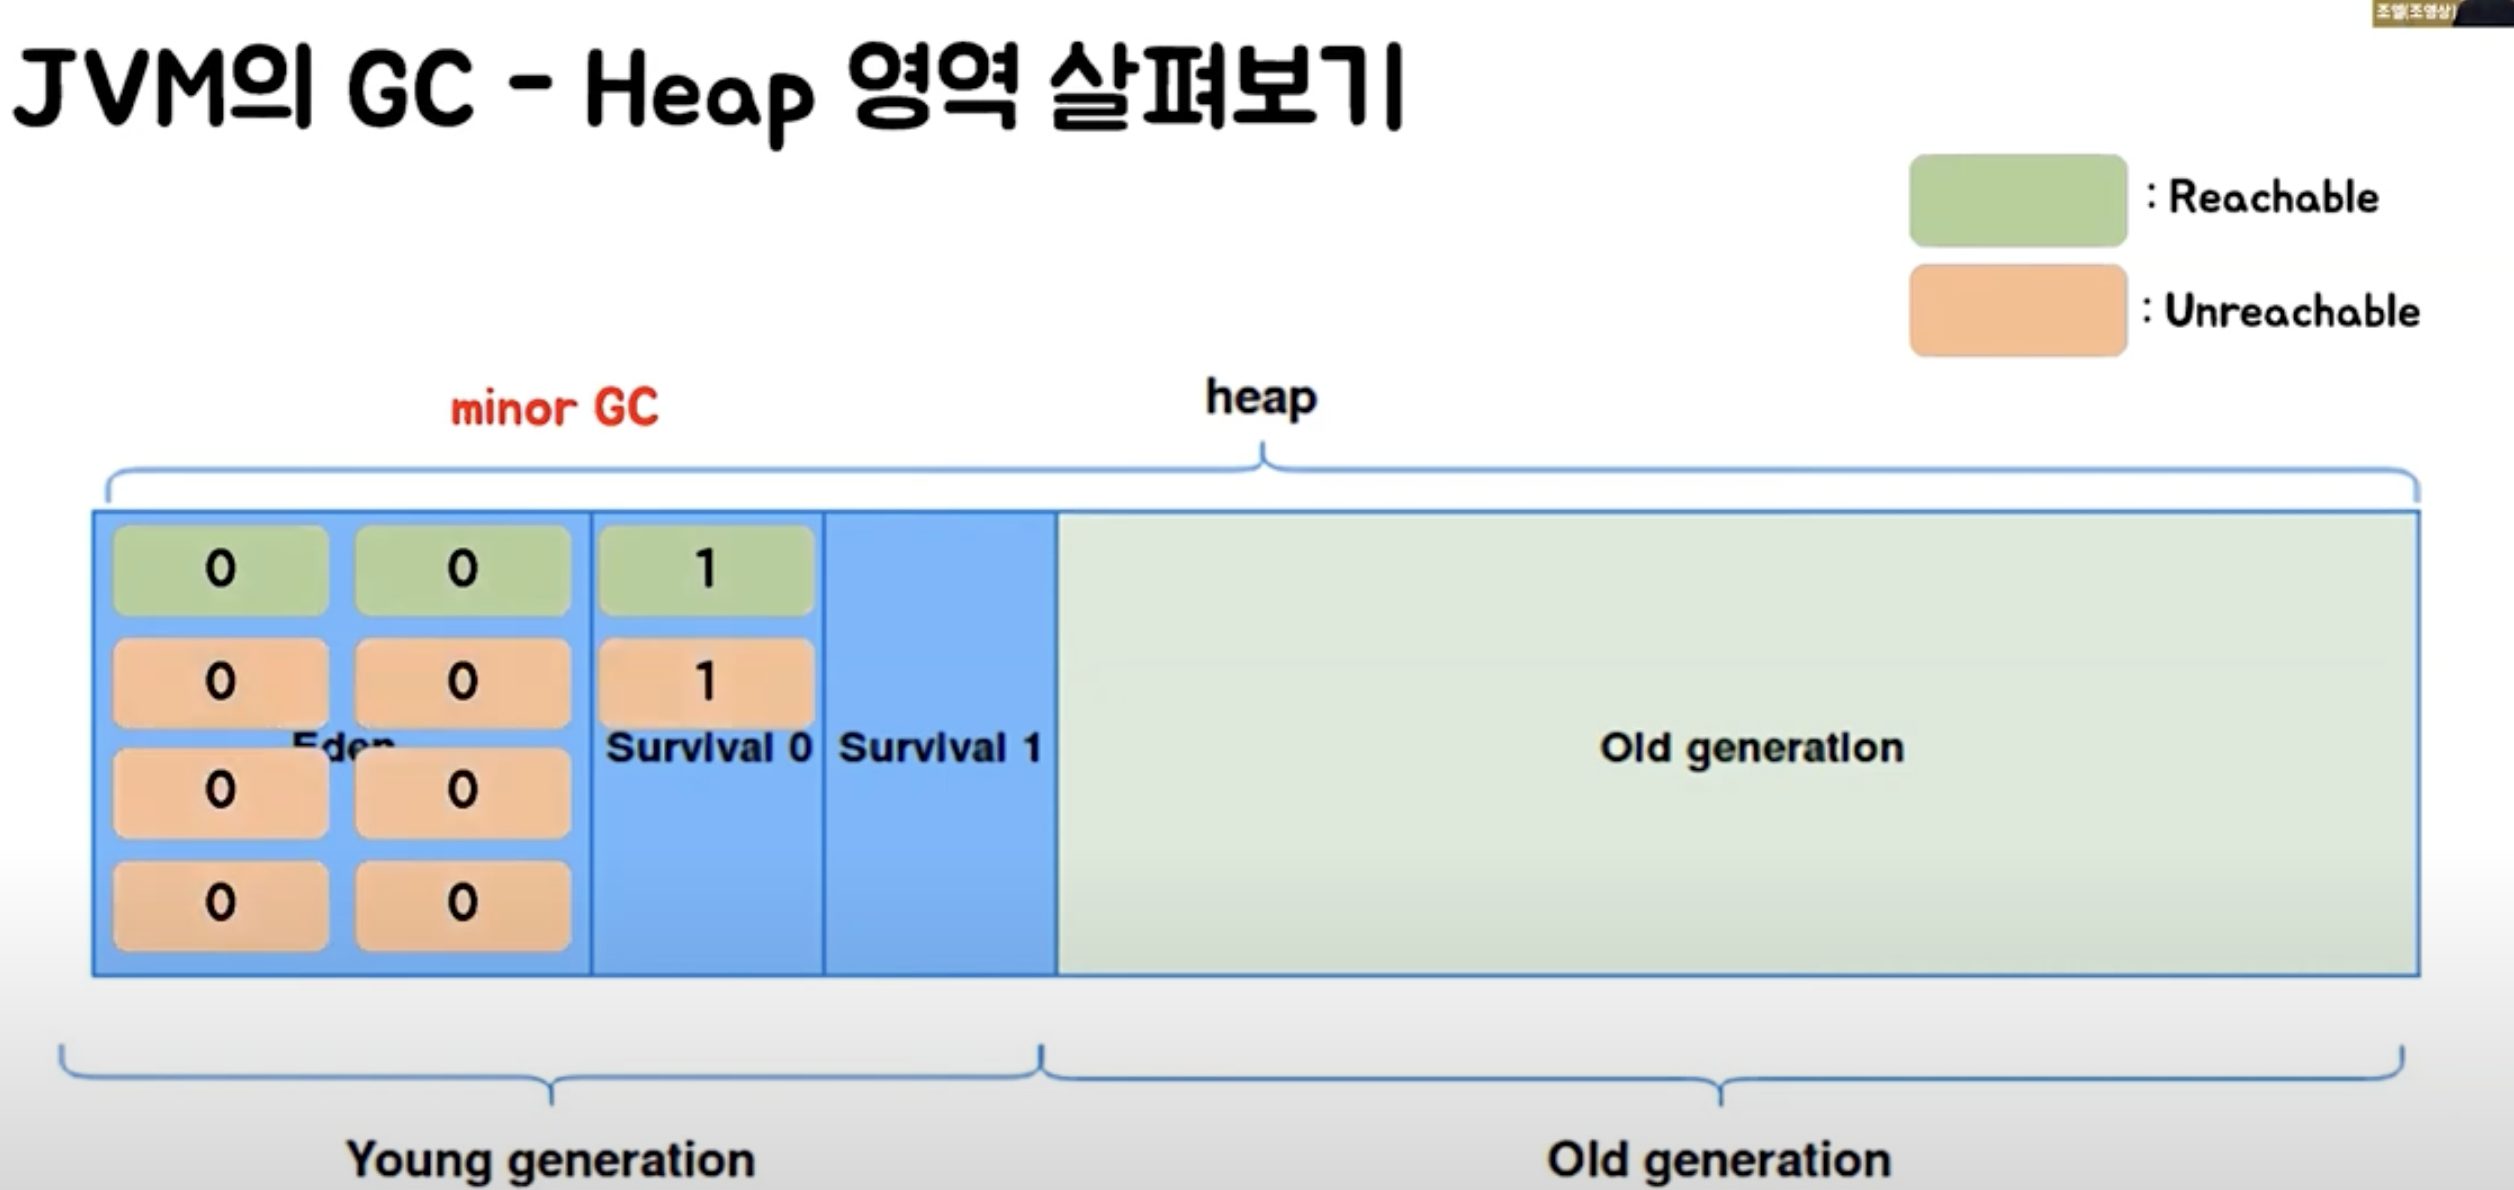 조엘(조영상)
JVM의 GC - Heap 영역 살펴보기
: Reachable
: Unreachable
minor GC
heap
0 0 1
0 0 1
Eden Survival 0 Survival 1 Old generation
0 0
0 0
Young generation Old generation